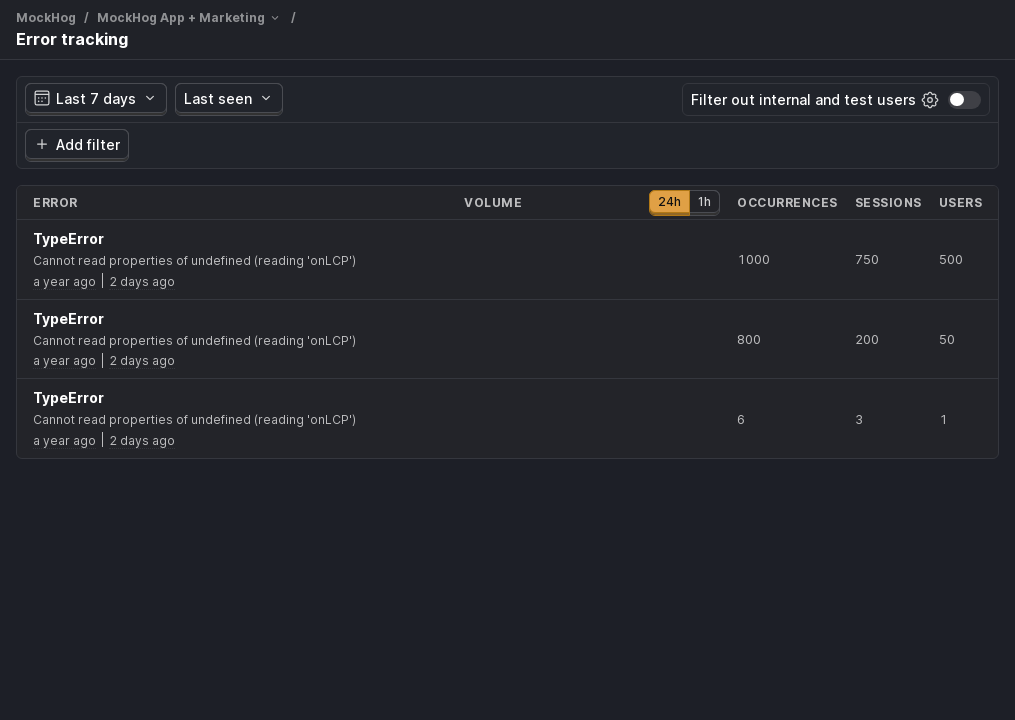 MockHog / MockHog App + Marketing /
Error tracking
Last 7 days Last seen Filter out internal and test users
Add filter
ERROR VOLUME 24h 1h OCCURRENCES SESSIONS USERS
TypeError
Cannot read properties of undefined (reading 'onLCP')
a year ago | 2 days ago
1000 750 500
TypeError
Cannot read properties of undefined (reading 'onLCP')
a year ago | 2 days ago
800 200 50
TypeError
Cannot read properties of undefined (reading 'onLCP')
a year ago | 2 days ago
6 3 1